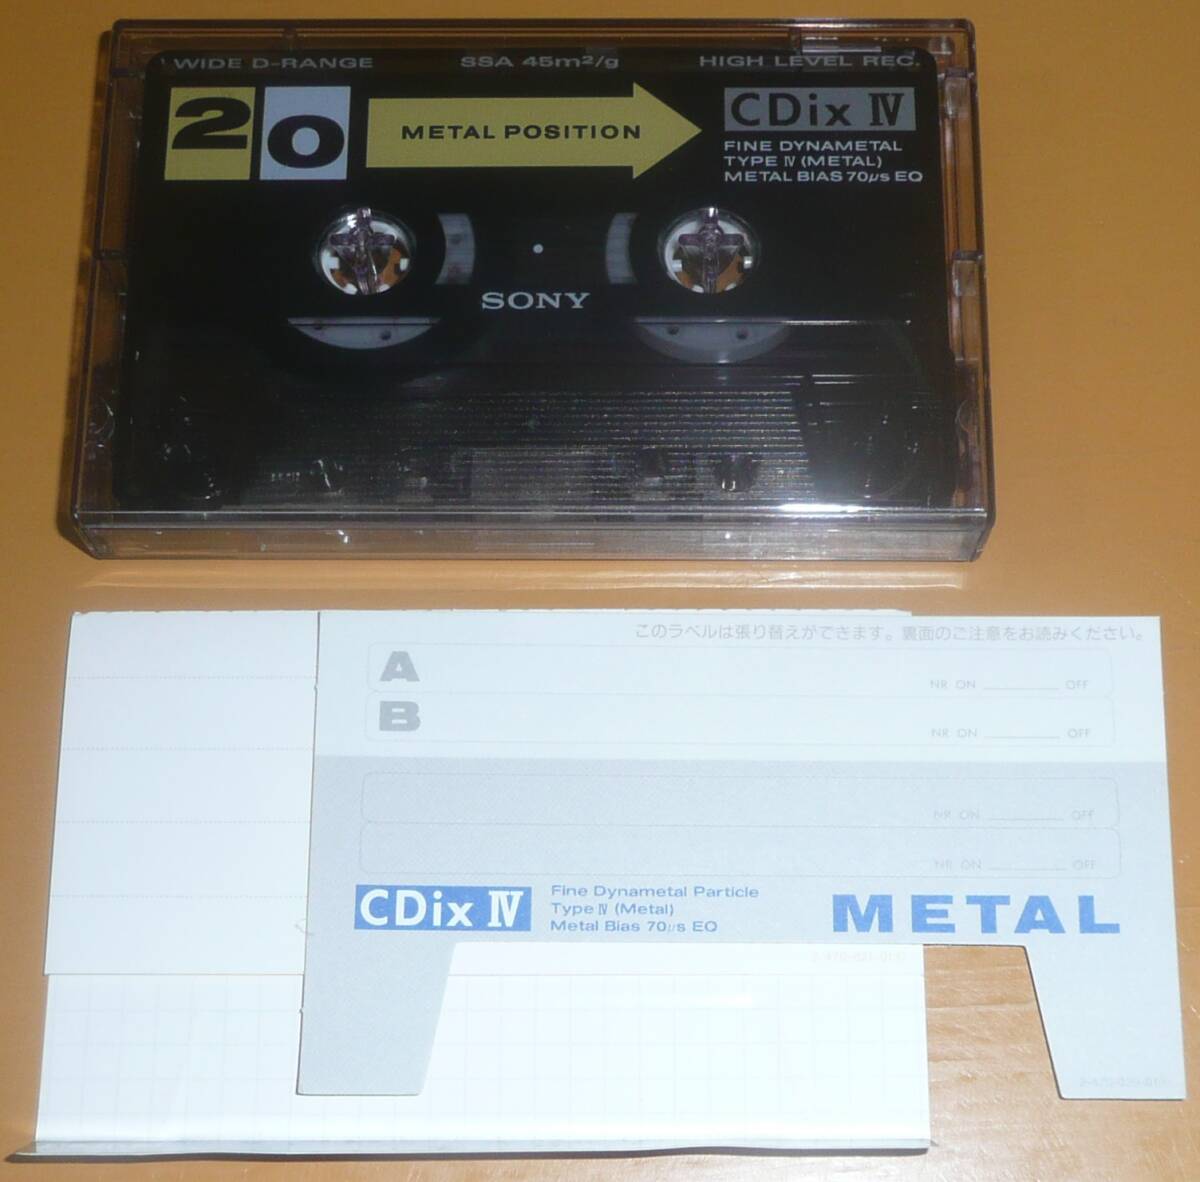 WIDE D-RANGE SSA 45m²/g HIGH LEVEL REC.
20 METAL POSITION CDix Ⅳ
FINE DYNAMETAL
TYPE Ⅳ (METAL)
METAL BIAS 70μs EQ
SONY
このラベルは張り替えができます。裏面のご注意をお読みください。
A NR ON OFF
B NR ON OFF
NR ON OFF
NR ON OFF
CDix Ⅳ
Fine Dynametal Particle
Type Ⅳ (Metal)
Metal Bias 70μs EQ
METAL